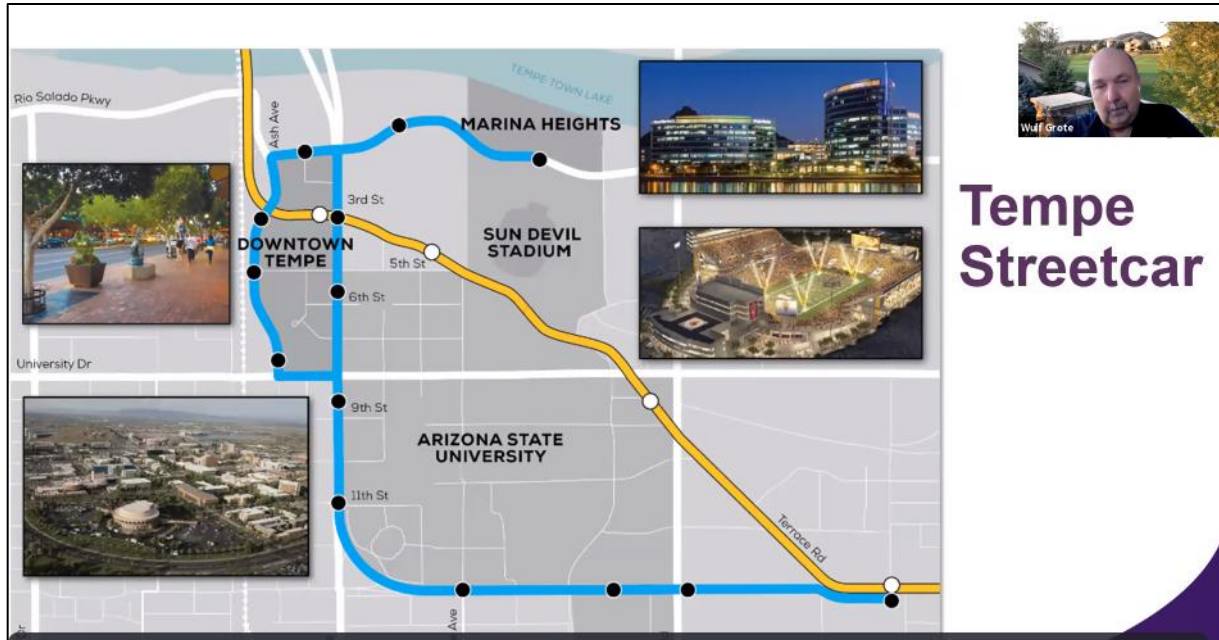 TEMPE TOWN LAKE
Rio Salado Pkwy
Ash Ave
MARINA HEIGHTS
Wulf Grote
Tempe
Streetcar
3rd St
DOWNTOWN
TEMPE
SUN DEVIL
STADIUM
5th St
6th St
University Dr
9th St
ARIZONA STATE
UNIVERSITY
11th St
Terrace Rd
Ave